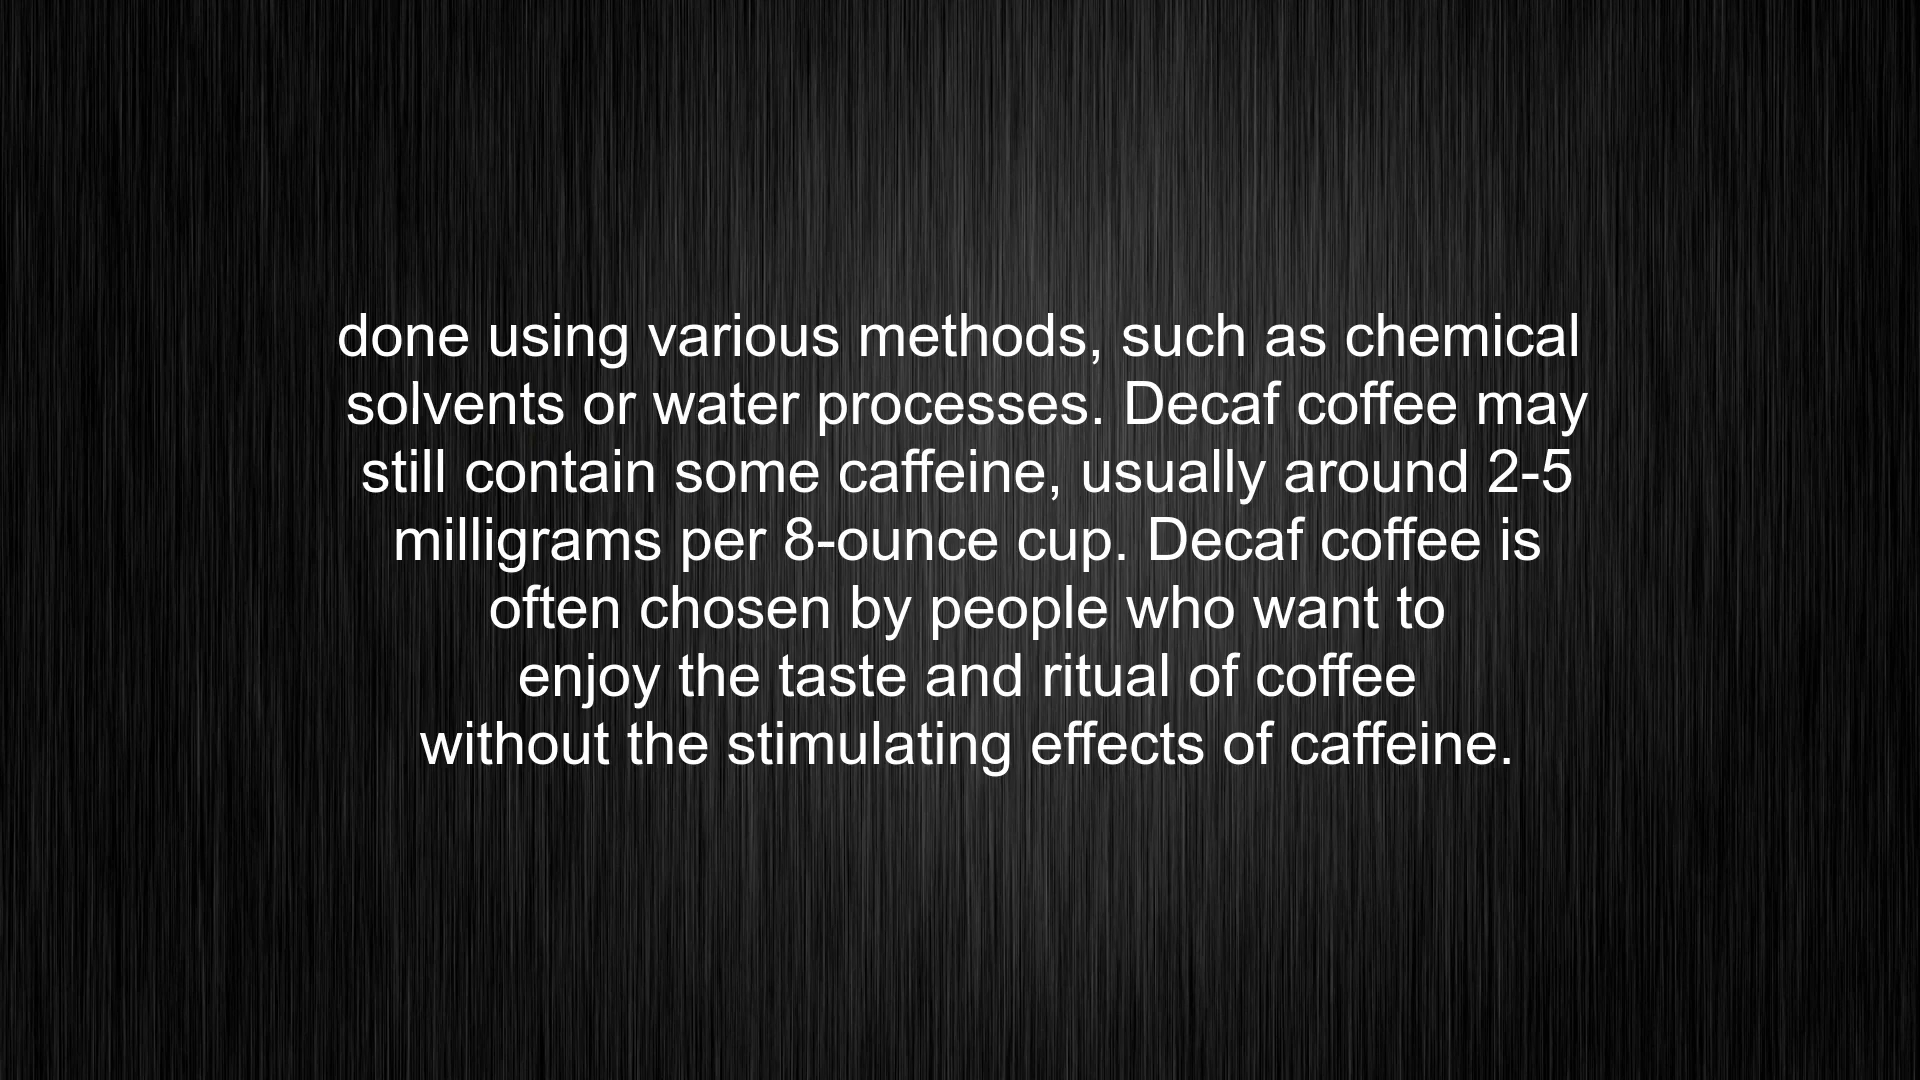 done using various methods, such as chemical
solvents or water processes. Decaf coffee may
still contain some caffeine, usually around 2-5
milligrams per 8-ounce cup. Decaf coffee is
often chosen by people who want to
enjoy the taste and ritual of coffee
without the stimulating effects of caffeine.